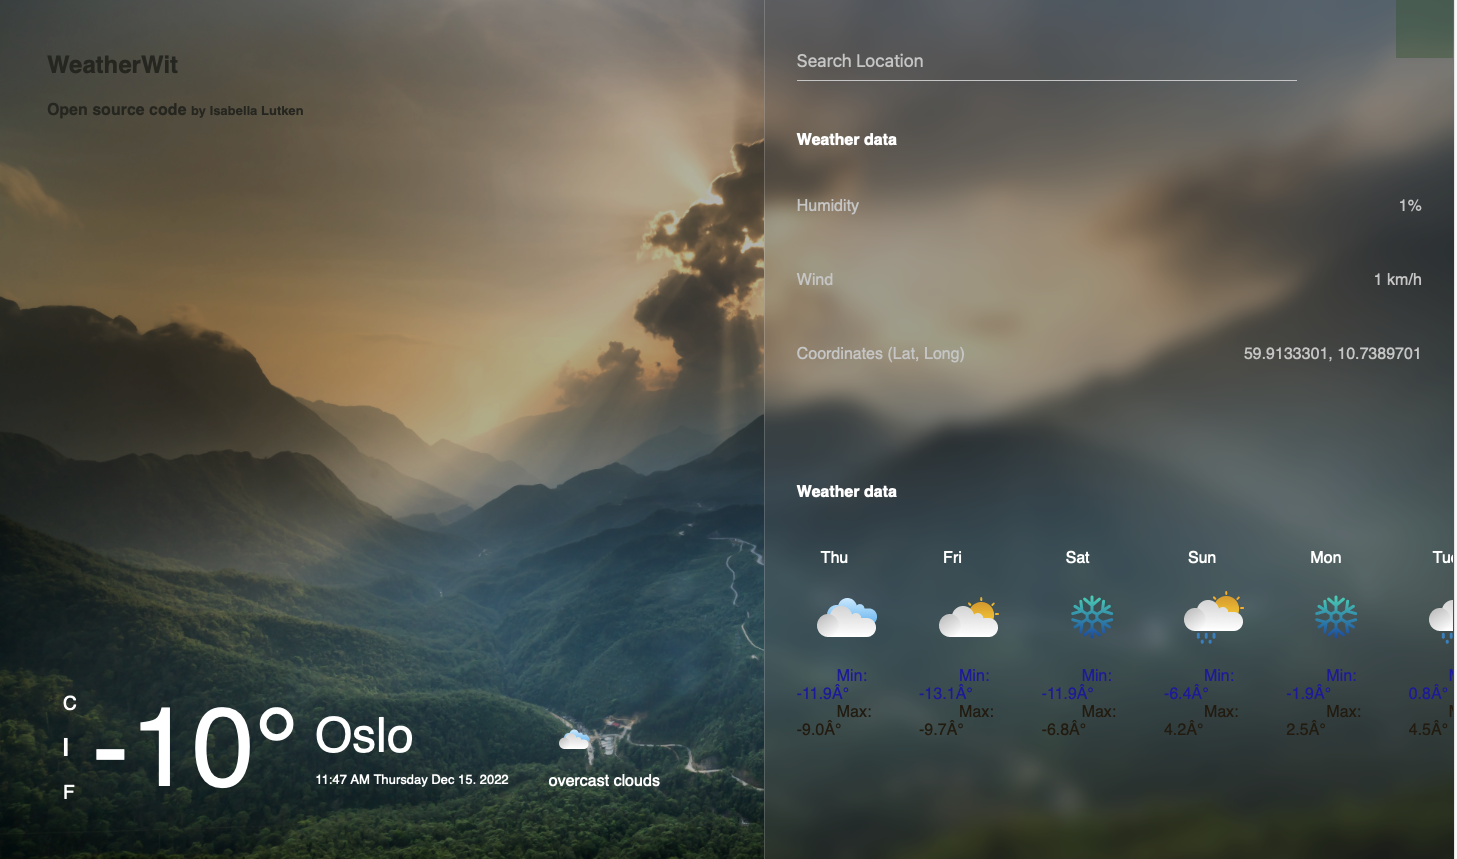 WeatherWit
Open source code by Isabella Lutken
C
I
F
-10°
Oslo
11:47 AM Thursday Dec 15. 2022
overcast clouds
Search Location
Weather data
Humidity 1%
Wind 1 km/h
Coordinates (Lat, Long) 59.9133301, 10.7389701
Weather data
Thu Fri Sat Sun Mon Tue
Min: Min: Min: Min: Min:
-11.9Â° -13.1Â° -11.9Â° -6.4Â° -1.9Â° 0.8Â°
Max: Max: Max: Max: Max:
-9.0Â° -9.7Â° -6.8Â° 4.2Â° 2.5Â° 4.5Â°